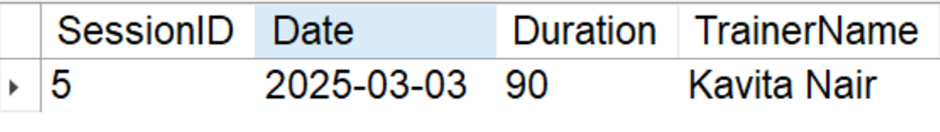 SessionID Date Duration TrainerName
5 2025-03-03 90 Kavita Nair